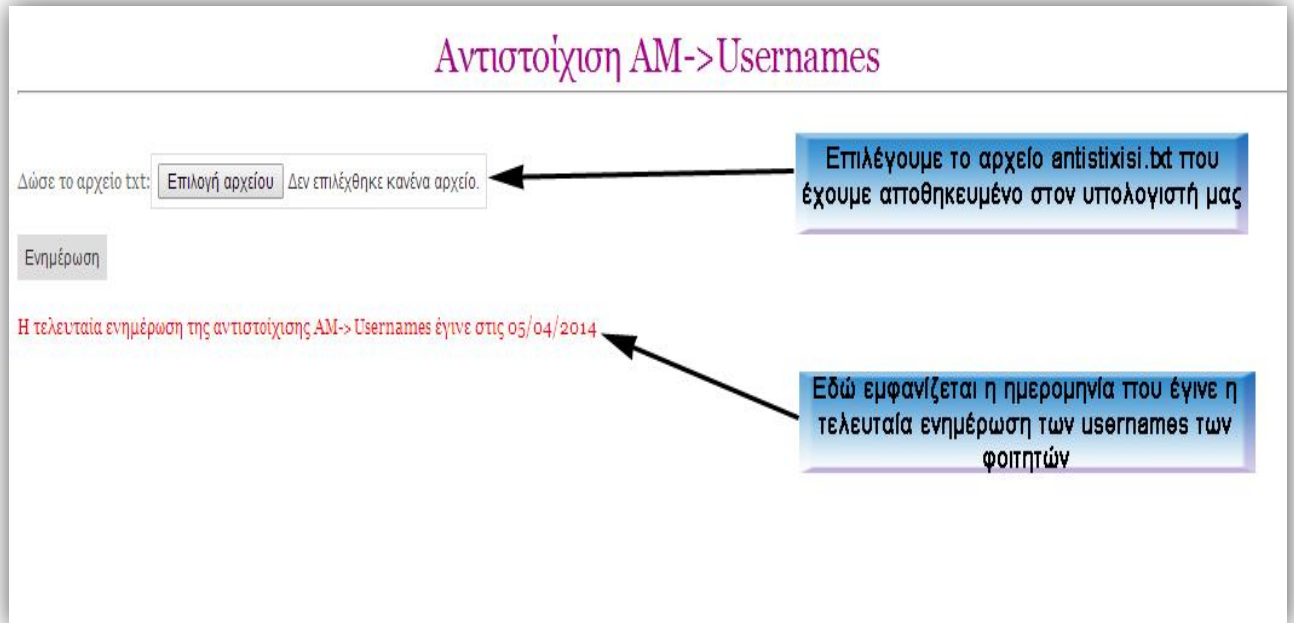 Αντιστοίχιση ΑΜ->Usernames
Δώσε το αρχείο txt: Επιλογή αρχείου Δεν επιλέχθηκε κανένα αρχείο.
Επιλέγουμε το αρχείο antistixisi.txt που
έχουμε αποθηκευμένο στον υπολογιστή μας
Ενημέρωση
Η τελευταία ενημέρωση της αντιστοίχισης ΑΜ->Usernames έγινε στις 05/04/2014
Εδώ εμφανίζεται η ημερομηνία που έγινε η
τελευταία ενημέρωση των usernames των
φοιτητών